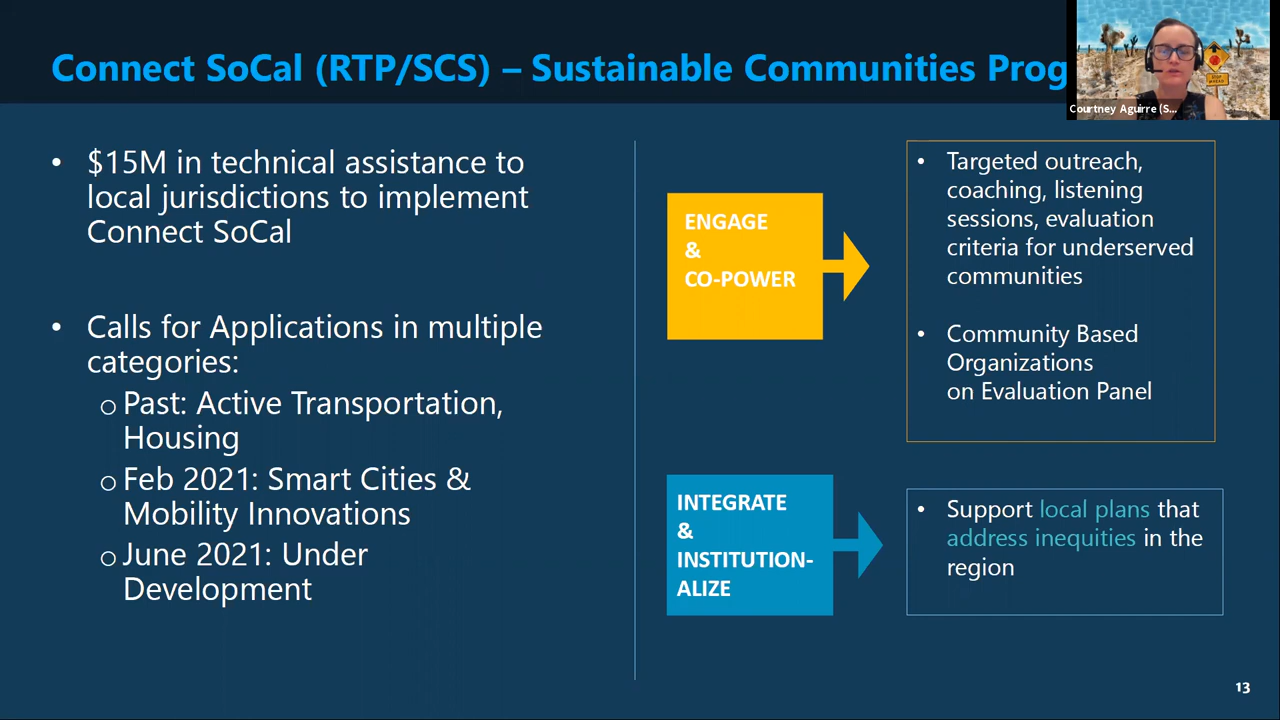 Connect SoCal (RTP/SCS) – Sustainable Communities Prog
Courtney Aguirre (S...
• $15M in technical assistance to
local jurisdictions to implement
Connect SoCal
• Calls for Applications in multiple
categories:
o Past: Active Transportation,
Housing
o Feb 2021: Smart Cities &
Mobility Innovations
o June 2021: Under
Development
ENGAGE
&
CO-POWER
• Targeted outreach,
coaching, listening
sessions, evaluation
criteria for underserved
communities
• Community Based
Organizations
on Evaluation Panel
INTEGRATE
&
INSTITUTION-
ALIZE
• Support local plans that
address inequities in the
region
13